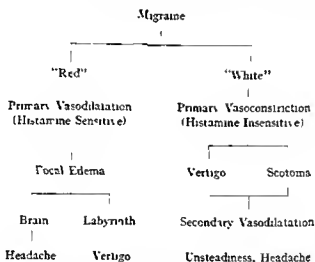 Migraine
"Red" "White"
Primary Vasodilatation Primary Vasoconstriction
(Histamine Sensitive) (Histamine Insensitive)
Focal Edema Vertigo Scotoma
Brain Labyrinth Secondary Vasodilatation
Headache Vertigo Unsteadiness, Headache